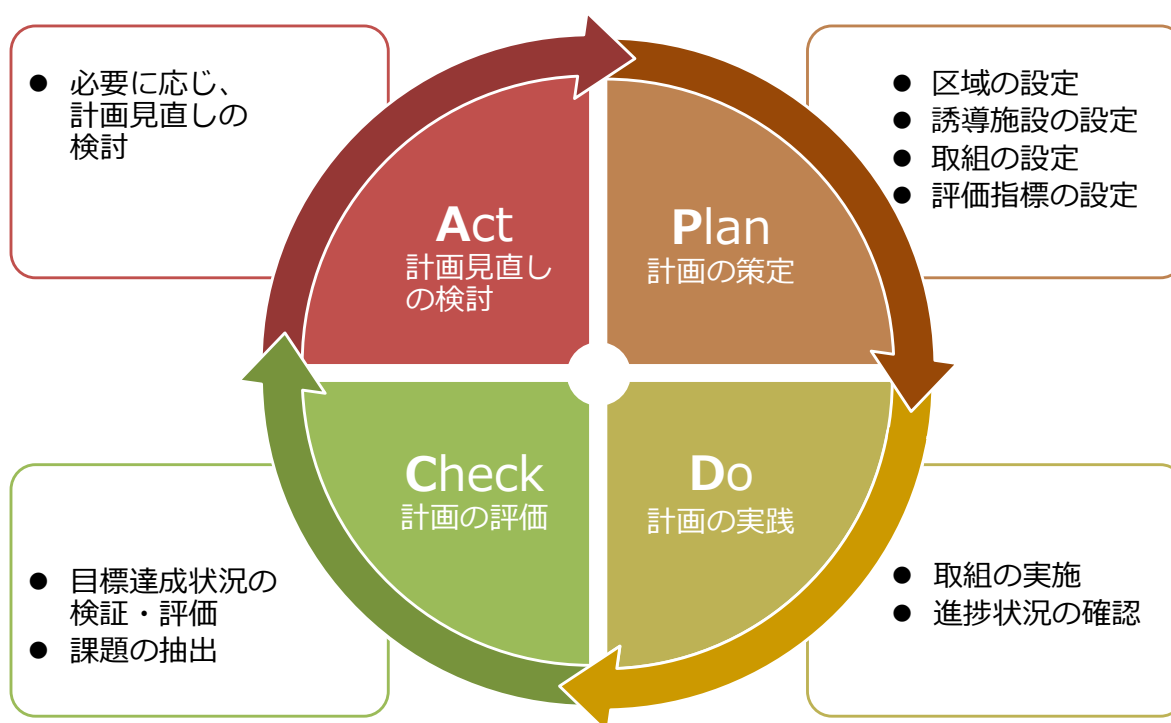 ● 必要に応じ、
計画見直しの
検討
● 区域の設定
● 誘導施設の設定
● 取組の設定
● 評価指標の設定
Act
計画見直し
の検討
Plan
計画の策定
Check
計画の評価
Do
計画の実践
● 目標達成状況の
検証・評価
● 課題の抽出
● 取組の実施
● 進捗状況の確認